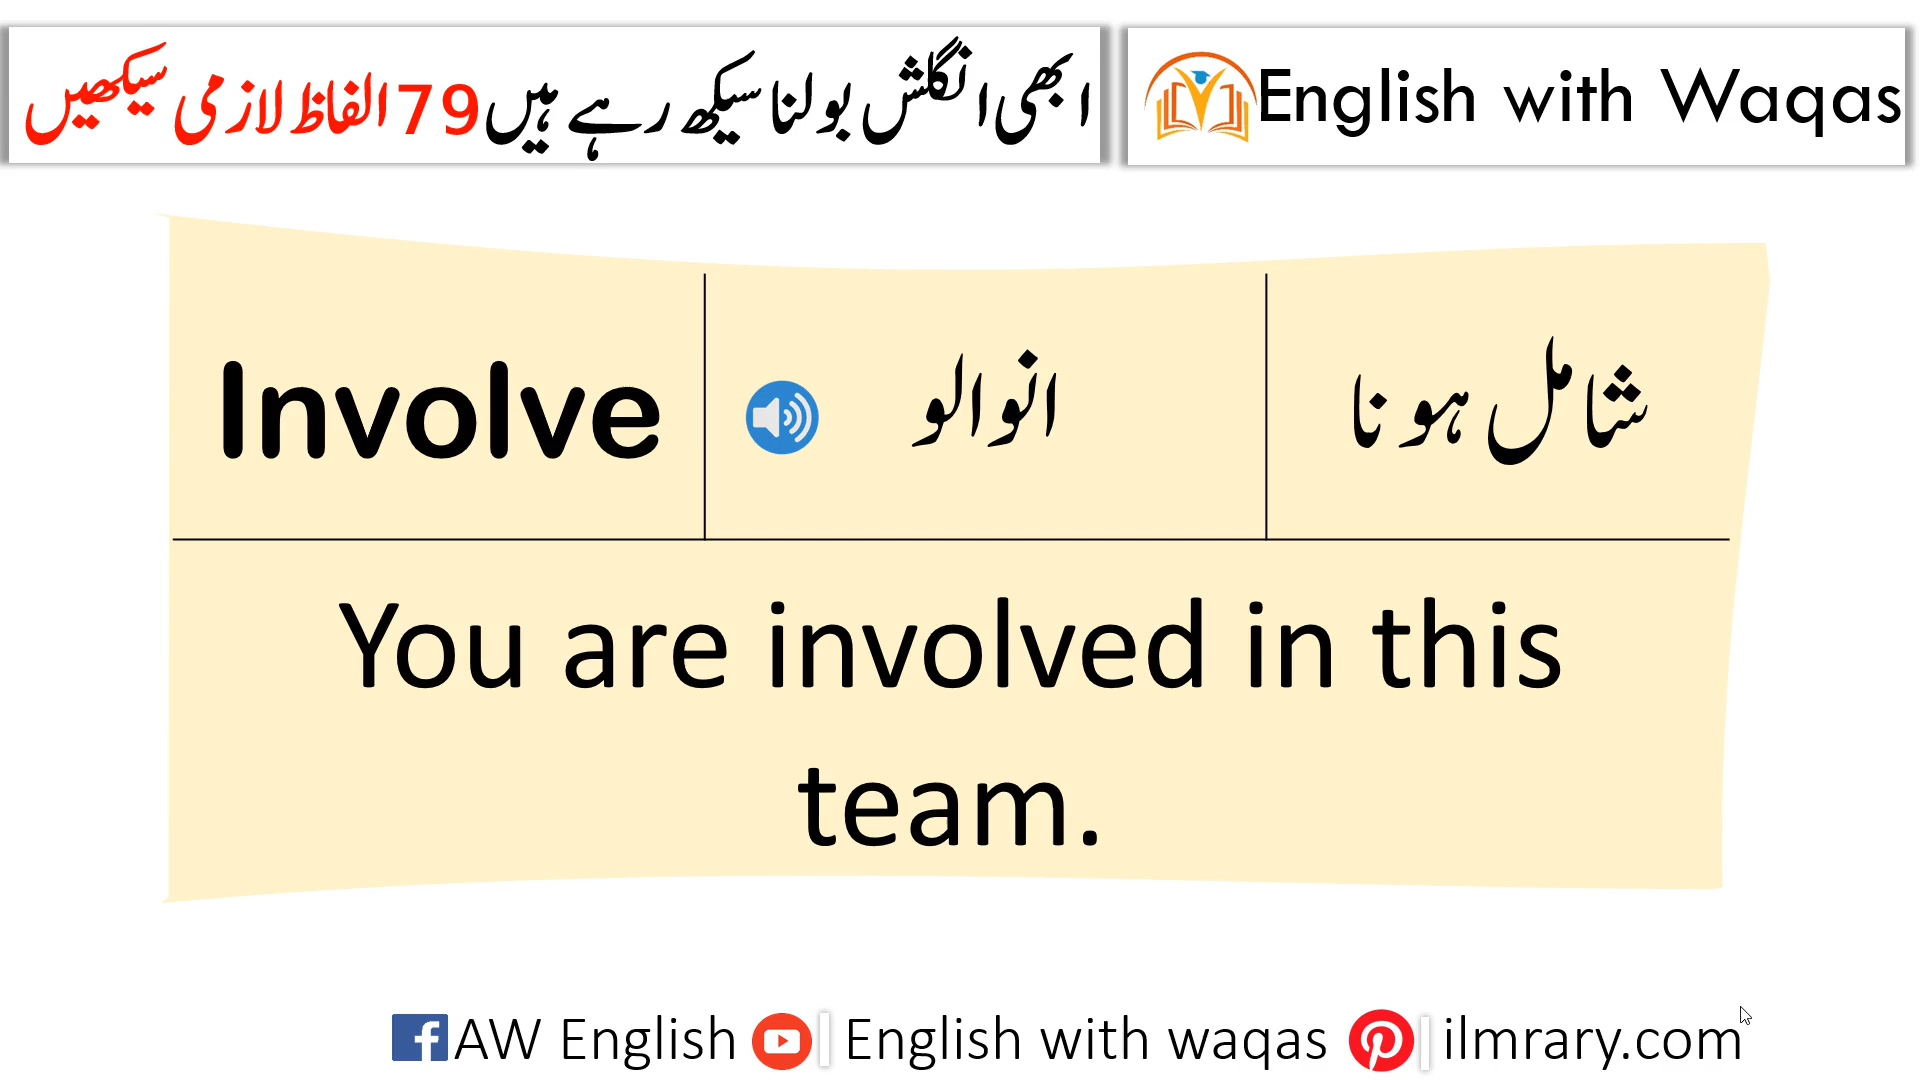 ابھی انگلش بولنا سیکھ رہے ہیں 79 الفاظ لازمی سیکھیں
English with Waqas
Involve
انوالو
شامل ہونا
You are involved in this
team.
AW English | English with waqas | ilmrary.com